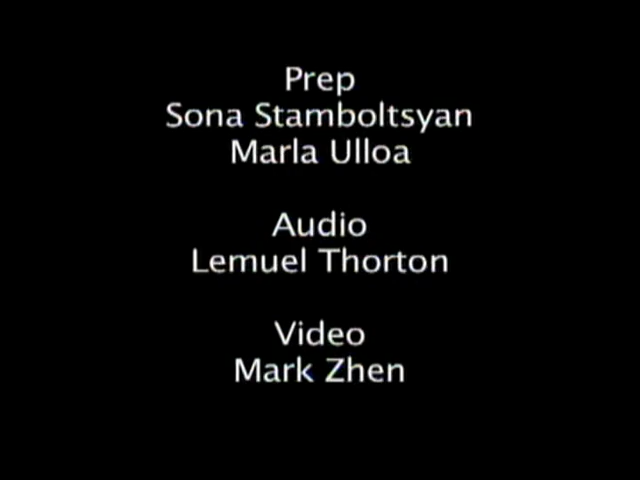 Prep
Sona Stamboltsyan
Marla Ulloa
Audio
Lemuel Thorton
Video
Mark Zhen